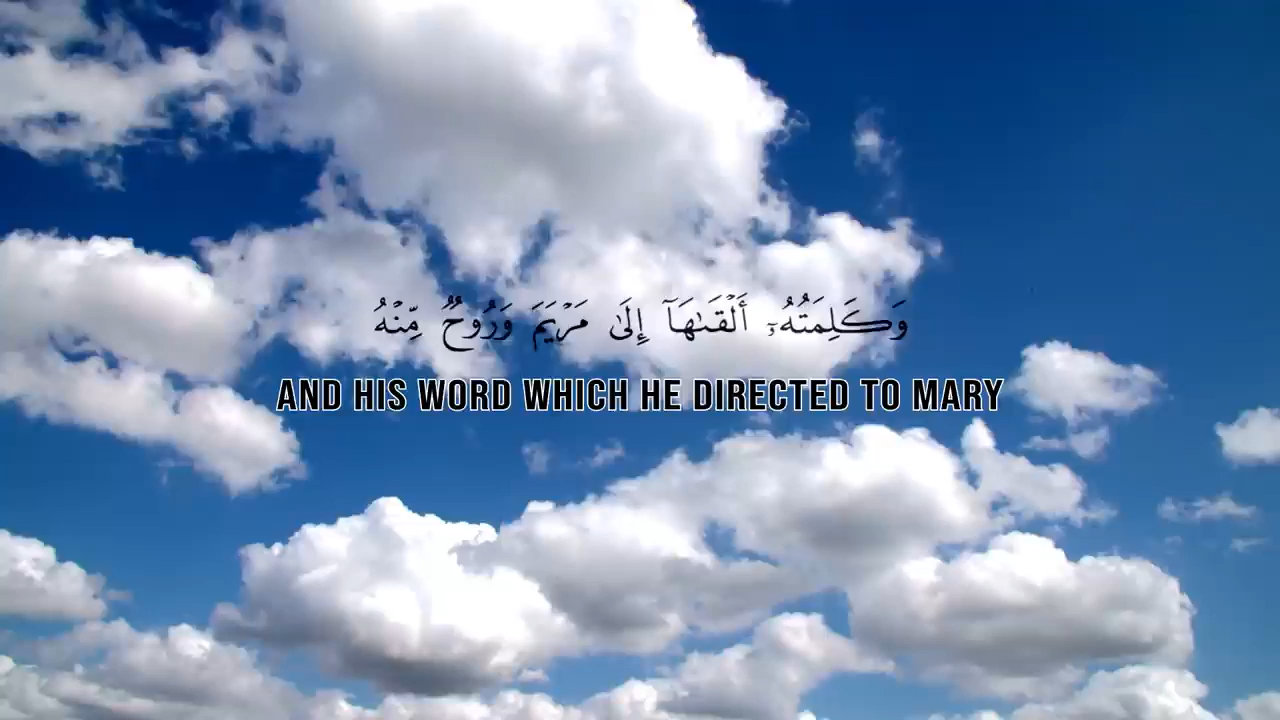 وَكَلِمَتُهُۥٓ أَلْقَىٰهَآ إِلَىٰ مَرْيَمَ وَرُوحٌ مِّنْهُ
AND HIS WORD WHICH HE DIRECTED TO MARY